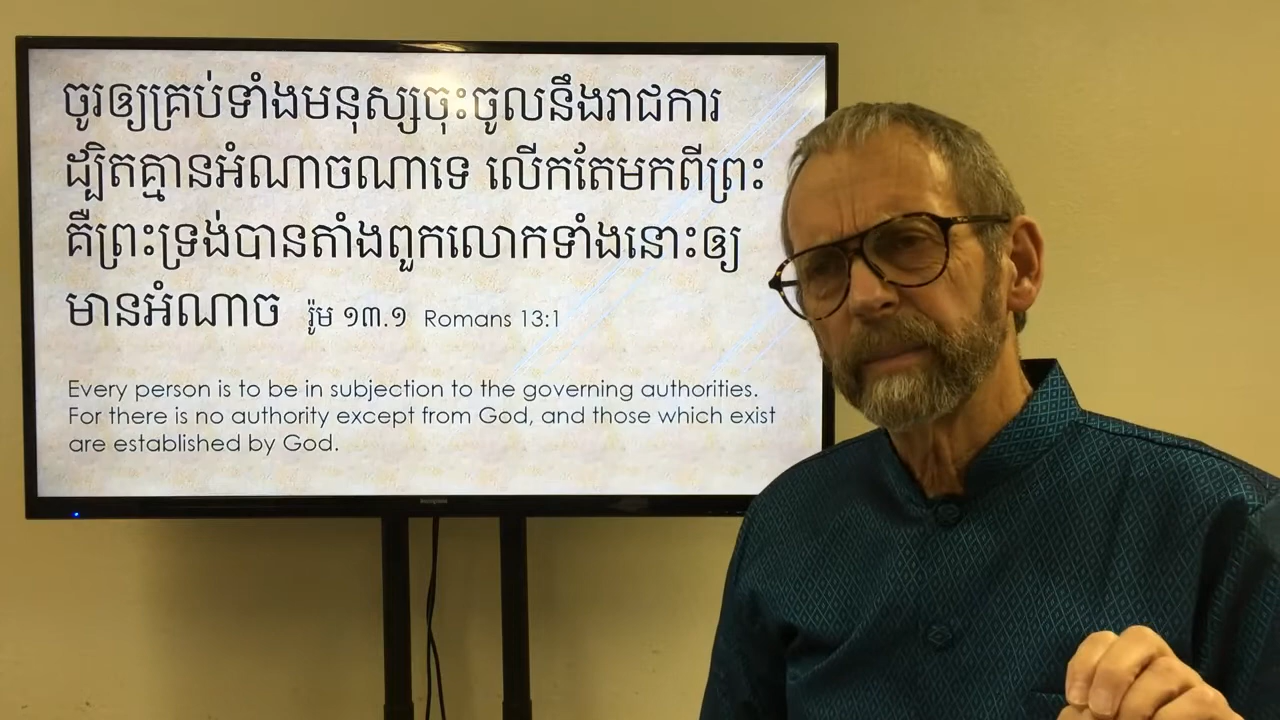 ចូរឲ្យគ្រប់ទាំងមនុស្សចុះចូលនឹងរាជការ
ដ្បិតគ្មានអំណាចណាទេ លើកតែមកពីព្រះ
គឺព្រះទ្រង់បានតាំងពួកលោកទាំងនោះឲ្យ
មានអំណាច រ៉ូម ១៣.១ Romans 13:1
Every person is to be in subjection to the governing authorities.
For there is no authority except from God, and those which exist
are established by God.